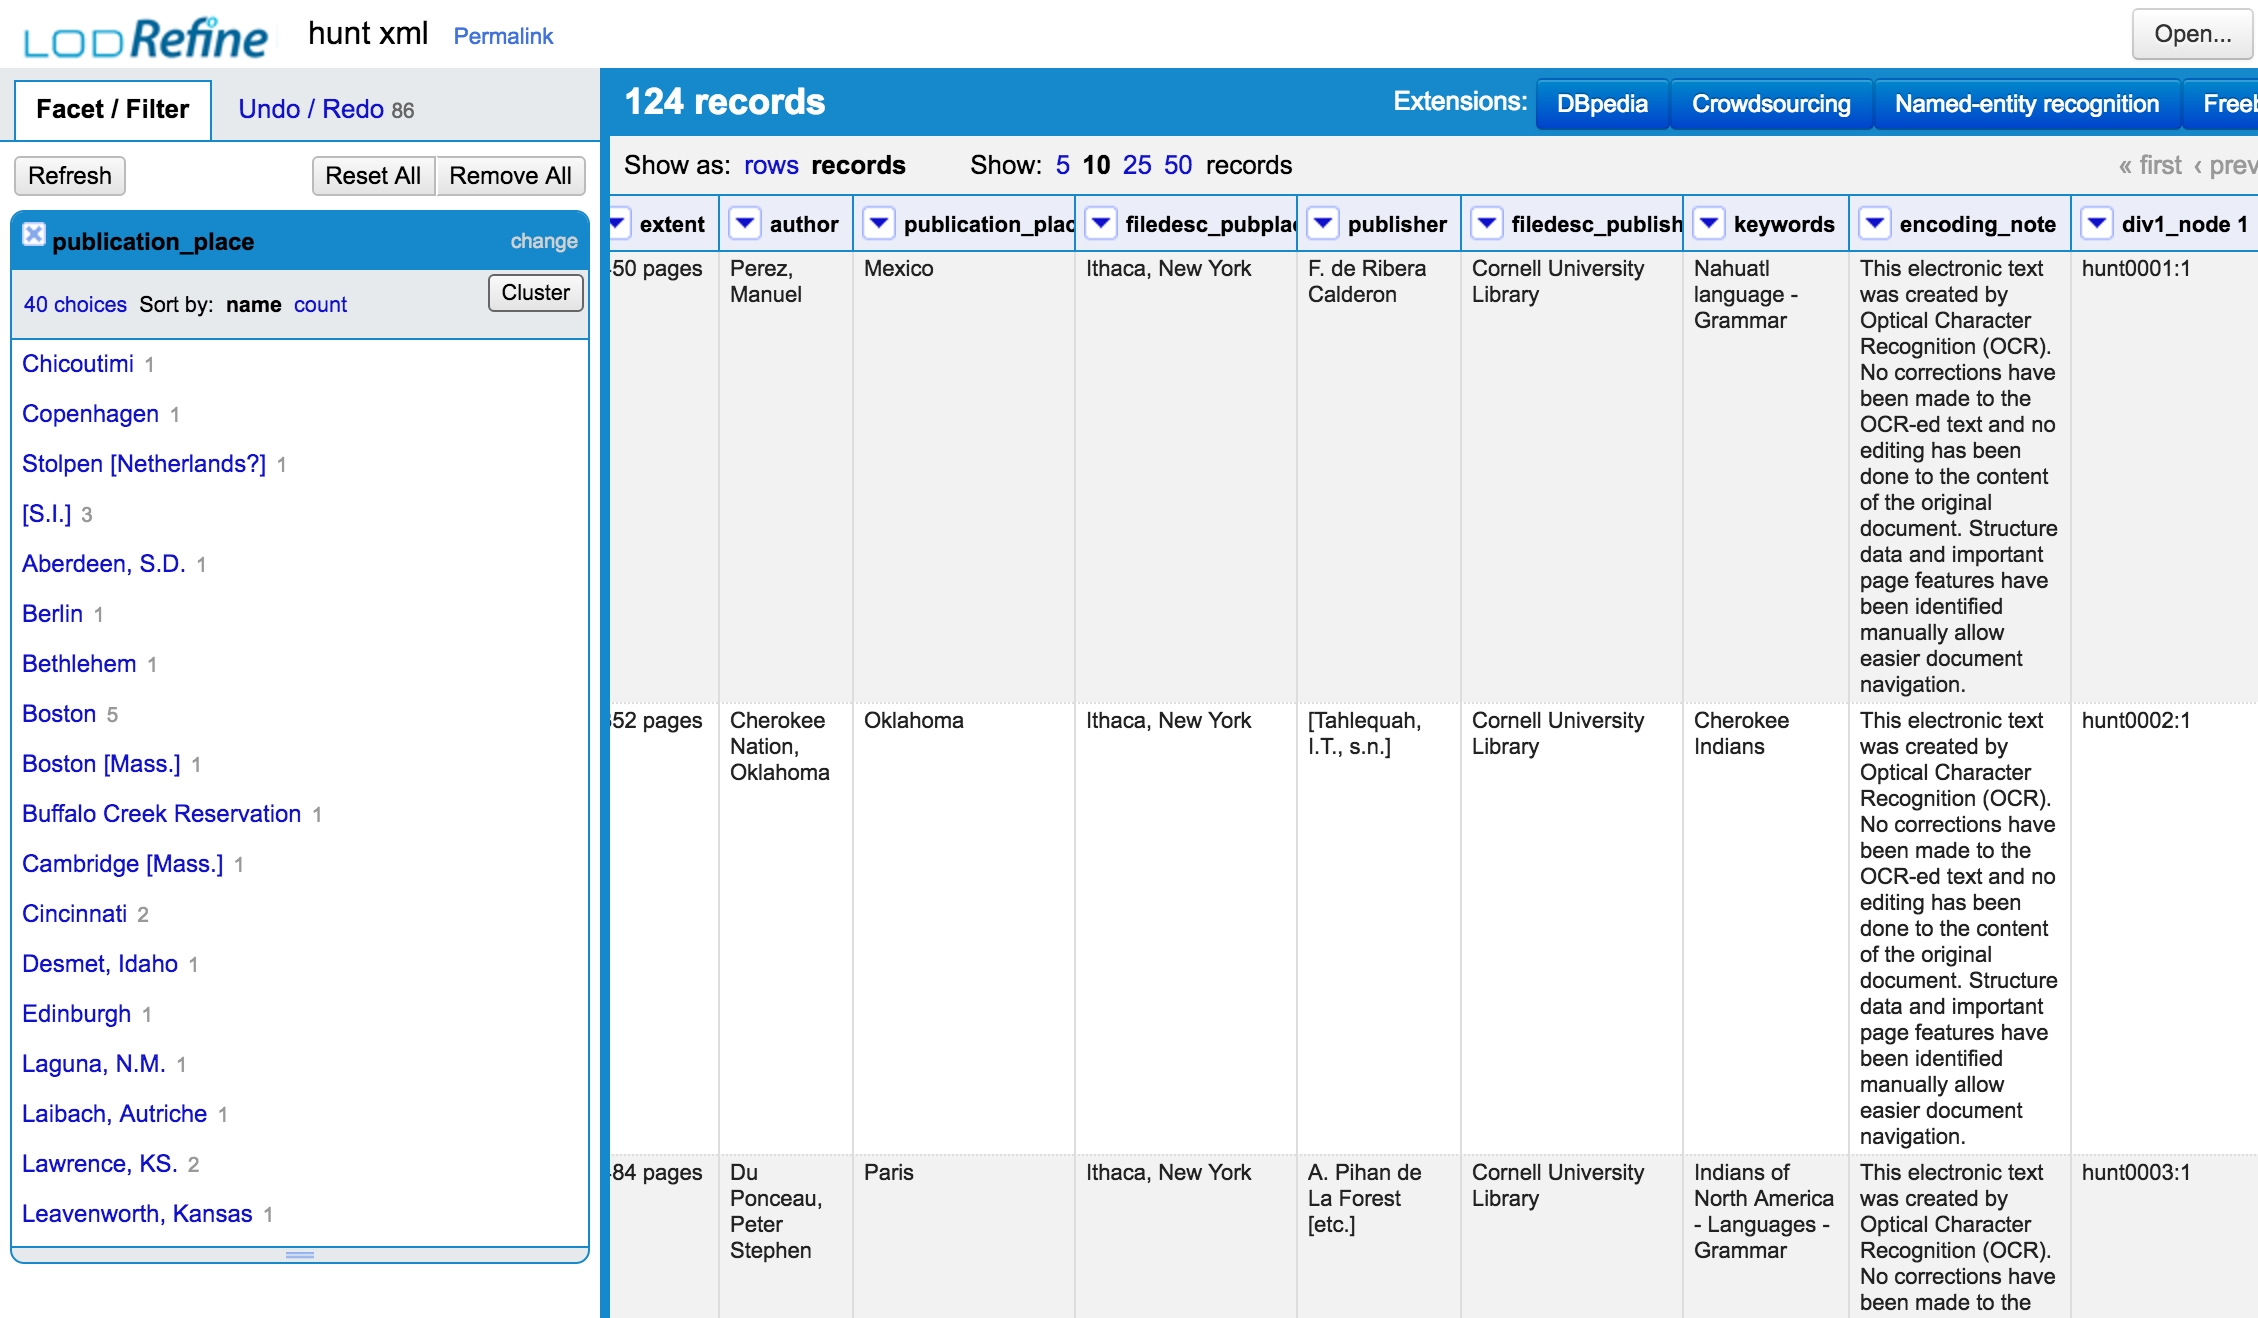 LODRefine hunt xml Permalink Open...
Facet / Filter Undo / Redo 86
124 records Extensions: DBpedia Crowdsourcing Named-entity recognition
Refresh Reset All Remove All
Show as: rows records Show: 5 10 25 50 records « first ‹ prev
publication_place change
40 choices Sort by: name count Cluster
Chicoutimi 1
Copenhagen 1
Stolpen [Netherlands?] 1
[S.I.] 3
Aberdeen, S.D. 1
Berlin 1
Bethlehem 1
Boston 5
Boston [Mass.] 1
Buffalo Creek Reservation 1
Cambridge [Mass.] 1
Cincinnati 2
Desmet, Idaho 1
Edinburgh 1
Laguna, N.M. 1
Laibach, Autriche 1
Lawrence, KS. 2
Leavenworth, Kansas 1
extent author publication_plac filedesc_pubpla publisher filedesc_publish keywords encoding_note div1_node 1
50 pages
Perez,
Manuel
Mexico
Ithaca, New York
F. de Ribera
Calderon
Cornell University
Library
Nahuatl
language -
Grammar
This electronic text
was created by
Optical Character
Recognition (OCR).
No corrections have
been made to the
OCR-ed text and no
editing has been
done to the content
of the original
document. Structure
data and important
page features have
been identified
manually allow
easier document
navigation.
hunt0001:1
52 pages
Cherokee
Nation,
Oklahoma
Oklahoma
Ithaca, New York
[Tahlequah,
I.T., s.n.]
Cornell University
Library
Cherokee
Indians
This electronic text
was created by
Optical Character
Recognition (OCR).
No corrections have
been made to the
OCR-ed text and no
editing has been
done to the content
of the original
document. Structure
data and important
page features have
been identified
manually allow
easier document
navigation.
hunt0002:1
84 pages
Du
Ponceau,
Peter
Stephen
Paris
Ithaca, New York
A. Pihan de
La Forest
[etc.]
Cornell University
Library
Indians of
North America
- Languages -
Grammar
This electronic text
was created by
Optical Character
Recognition (OCR).
No corrections have
been made to the
hunt0003:1